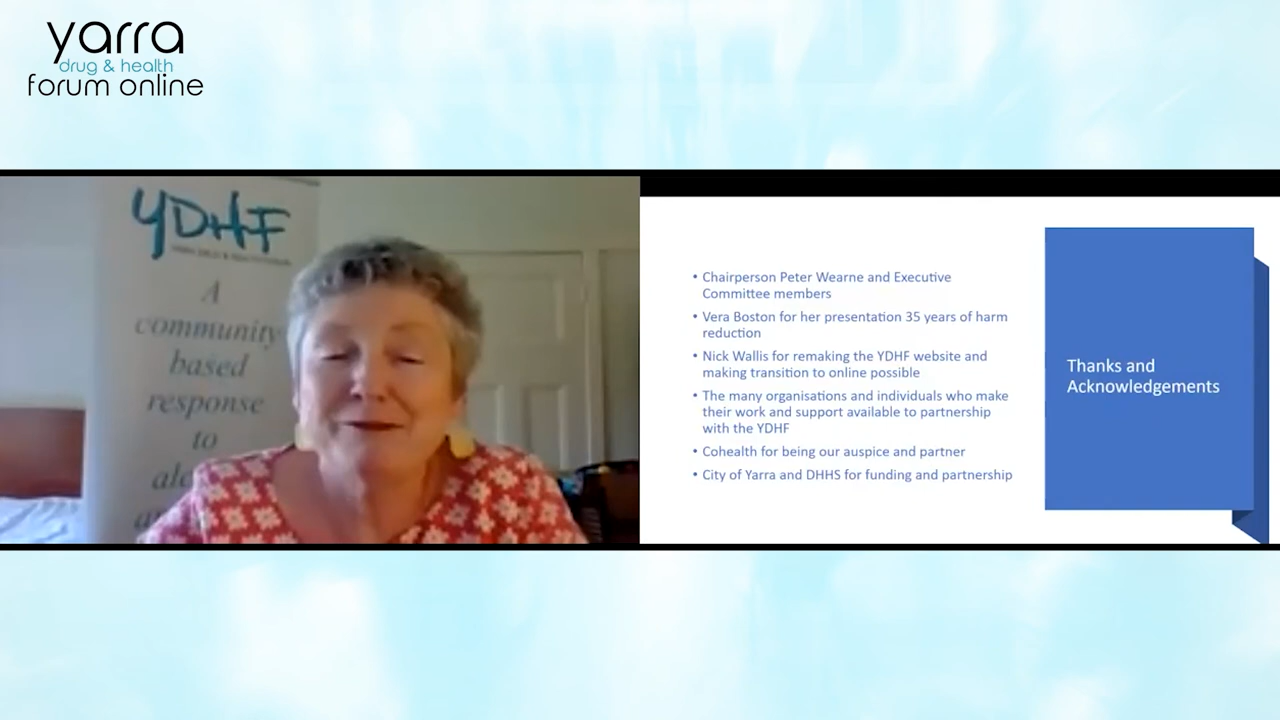 yarra
drug & health
forum online
YDHF
A
community
based
response
to
• Chairperson Peter Wearne and Executive
Committee members
• Vera Boston for her presentation 35 years of harm
reduction
• Nick Wallis for remaking the YDHF website and
making transition to online possible
• The many organisations and individuals who make
their work and support available to partnership
with the YDHF
• Cohealth for being our auspice and partner
• City of Yarra and DHHS for funding and partnership
Thanks and
Acknowledgements